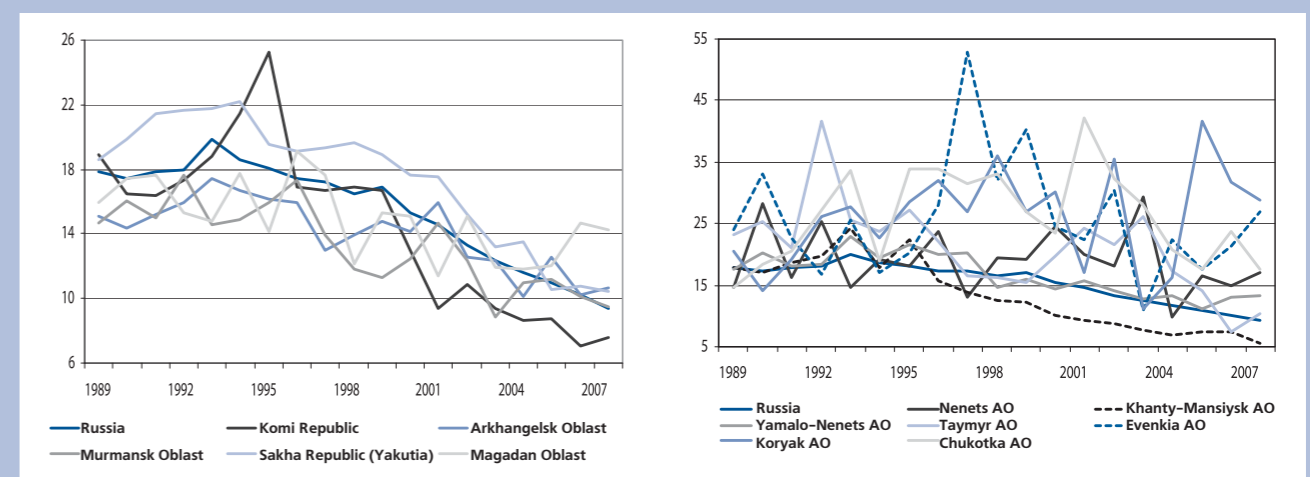 26
22
18
14
10
6
1989 1992 1995 1998 2001 2004 2007
Russia Komi Republic Arkhangelsk Oblast
Murmansk Oblast Sakha Republic (Yakutia) Magadan Oblast
55
45
35
25
15
5
1989 1992 1995 1998 2001 2004 2007
Russia Nenets AO Khanty-Mansiysk AO
Yamalo-Nenets AO Taymyr AO Evenkia AO
Koryak AO Chukotka AO